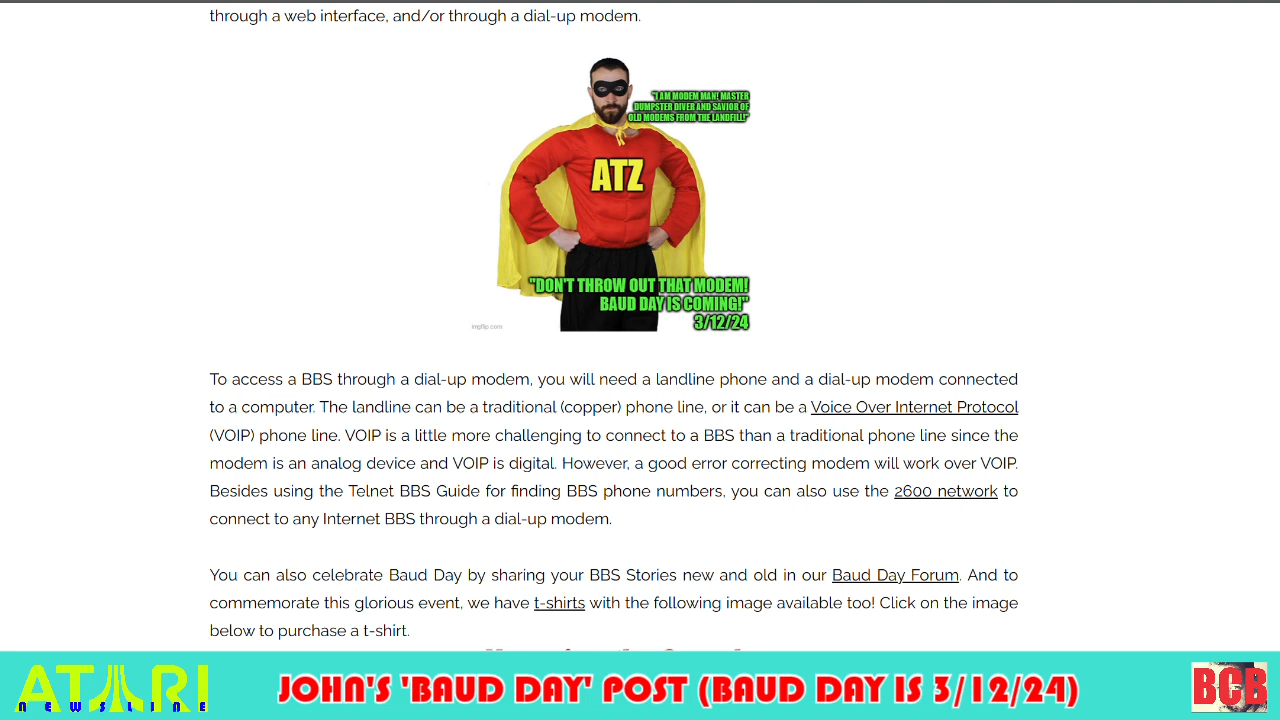 through a web interface, and/or through a dial-up modem.
"I AM MODEM MAN! MASTER
DUMPSTER DIVER AND SAVIOR OF
OLD MODEMS FROM THE LANDFILL!"
ATZ
"DON'T THROW OUT THAT MODEM!
BAUD DAY IS COMING!"
3/12/24
imgflip.com
To access a BBS through a dial-up modem, you will need a landline phone and a dial-up modem connected
to a computer. The landline can be a traditional (copper) phone line, or it can be a Voice Over Internet Protocol
(VOIP) phone line. VOIP is a little more challenging to connect to a BBS than a traditional phone line since the
modem is an analog device and VOIP is digital. However, a good error correcting modem will work over VOIP.
Besides using the Telnet BBS Guide for finding BBS phone numbers, you can also use the 2600 network to
connect to any Internet BBS through a dial-up modem.
You can also celebrate Baud Day by sharing your BBS Stories new and old in our Baud Day Forum. And to
commemorate this glorious event, we have t-shirts with the following image available too! Click on the image
below to purchase a t-shirt.
ATARI
NEWSLINE
JOHN'S 'BAUD DAY' POST (BAUD DAY IS 3/12/24)
BGB